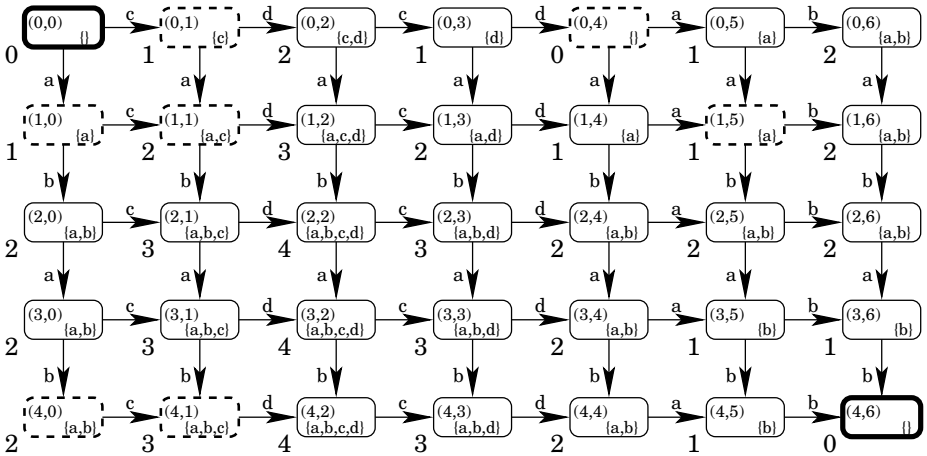 c d c d a b
(0,0) (0,1) (0,2) (0,3) (0,4) (0,5) (0,6)
{} {c} {c,d} {d} {} {a} {a,b}
0 1 2 1 0 1 2
a a a a a a a
c d c d a b
(1,0) (1,1) (1,2) (1,3) (1,4) (1,5) (1,6)
{a} {a,c} {a,c,d} {a,d} {a} {a} {a,b}
1 2 3 2 1 1 2
b b b b b b b
c d c d a b
(2,0) (2,1) (2,2) (2,3) (2,4) (2,5) (2,6)
{a,b} {a,b,c} {a,b,c,d} {a,b,d} {a,b} {a,b} {a,b}
2 3 4 3 2 2 2
a a a a a a a
c d c d a b
(3,0) (3,1) (3,2) (3,3) (3,4) (3,5) (3,6)
{a,b} {a,b,c} {a,b,c,d} {a,b,d} {a,b} {b} {b}
2 3 4 3 2 1 1
b b b b b b b
c d c d a b
(4,0) (4,1) (4,2) (4,3) (4,4) (4,5) (4,6)
{a,b} {a,b,c} {a,b,c,d} {a,b,d} {a,b} {b} {}
2 3 4 3 2 1 0